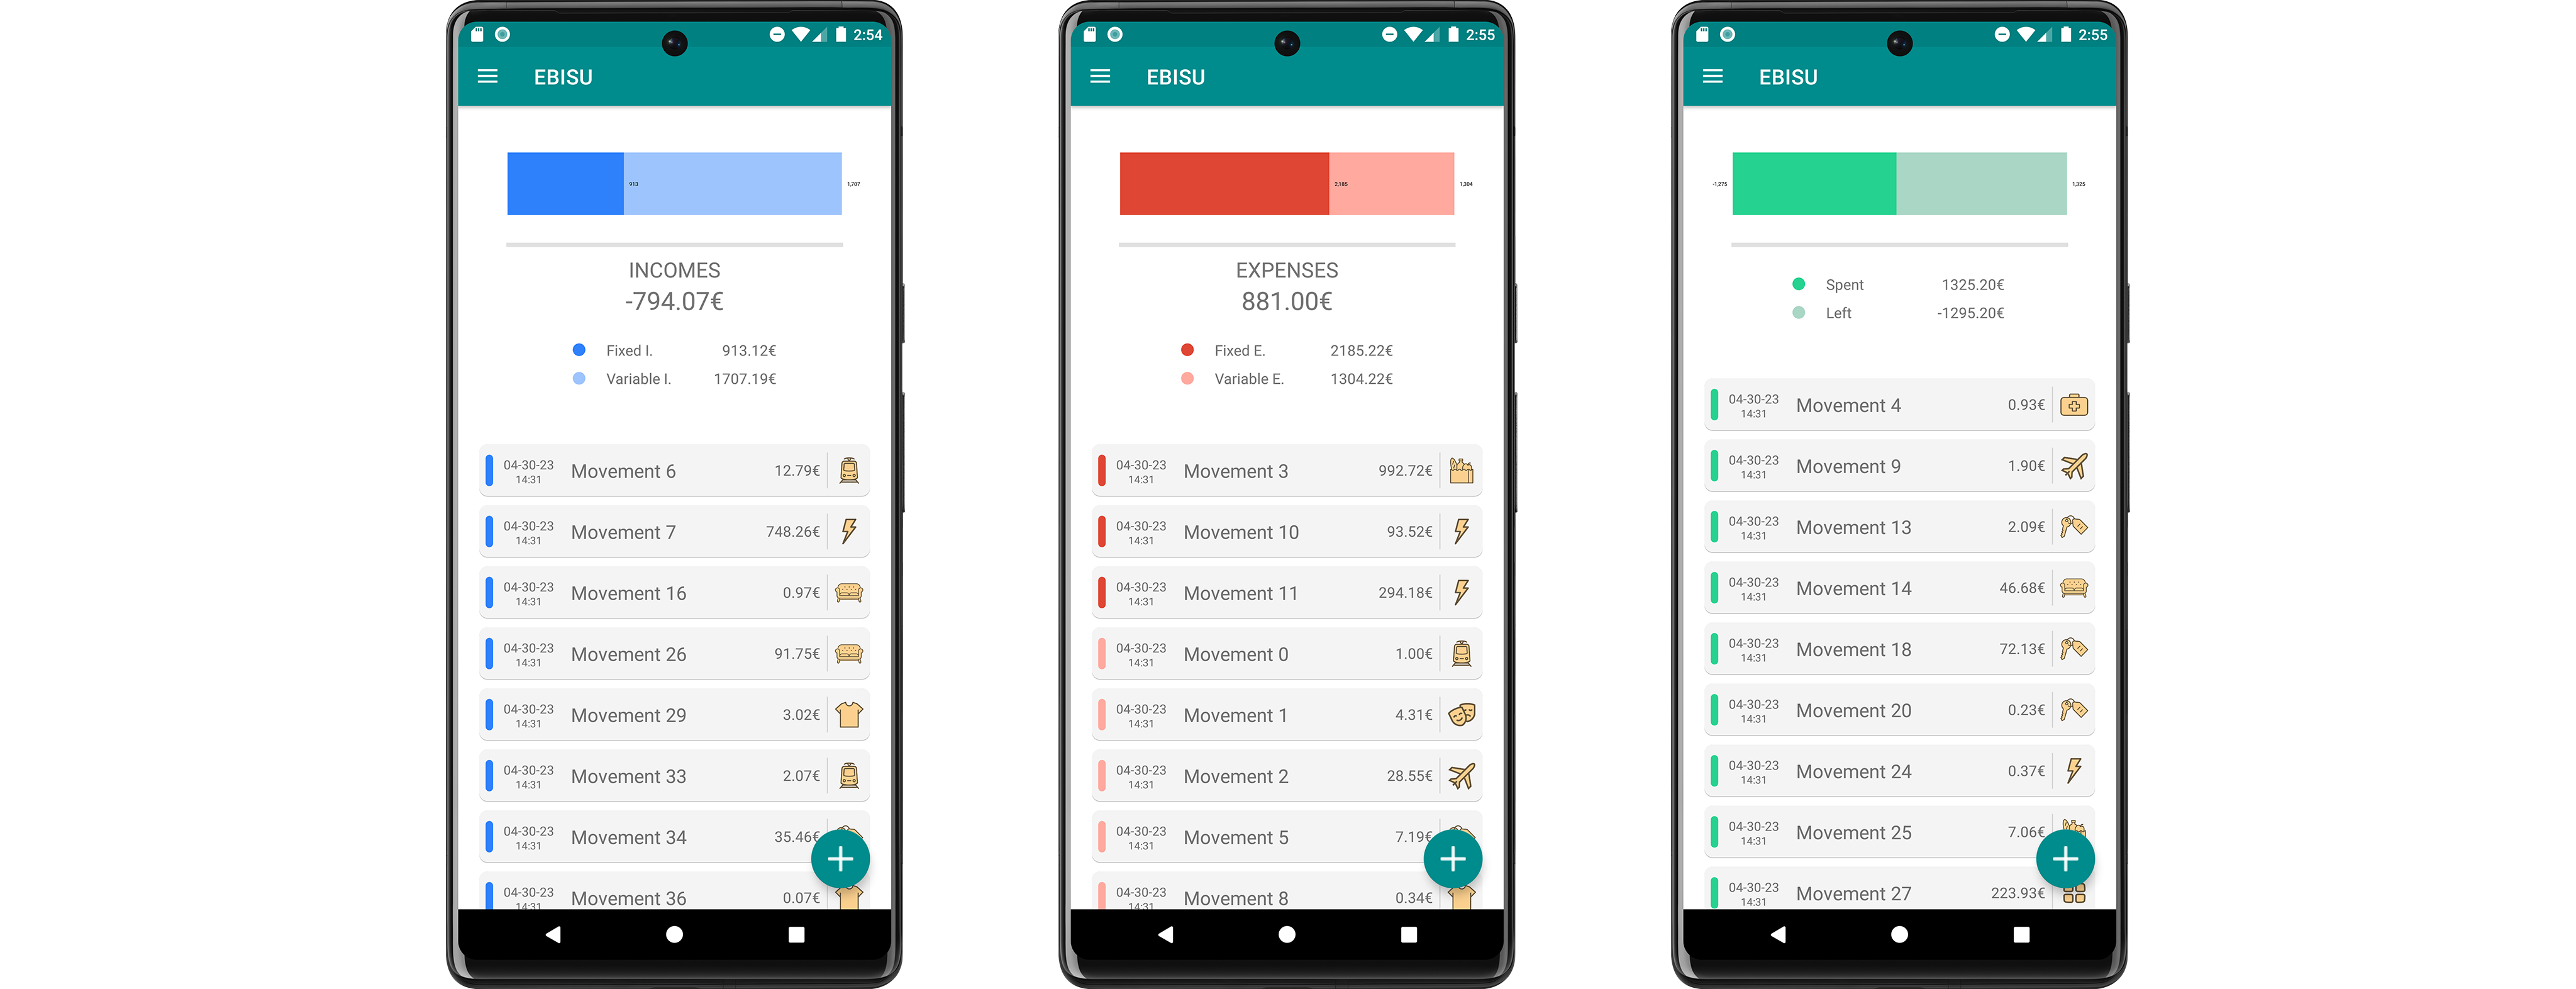 2:54
EBISU
913
1,707
INCOMES
-794.07€
Fixed I. 913.12€
Variable I. 1707.19€
04-30-23 14:31 Movement 6 12.79€
04-30-23 14:31 Movement 7 748.26€
04-30-23 14:31 Movement 16 0.97€
04-30-23 14:31 Movement 26 91.75€
04-30-23 14:31 Movement 29 3.02€
04-30-23 14:31 Movement 33 2.07€
04-30-23 14:31 Movement 34 35.46€
04-30-23 14:31 Movement 36 0.07€
2:55
EBISU
2,185
1,304
EXPENSES
881.00€
Fixed E. 2185.22€
Variable E. 1304.22€
04-30-23 14:31 Movement 3 992.72€
04-30-23 14:31 Movement 10 93.52€
04-30-23 14:31 Movement 11 294.18€
04-30-23 14:31 Movement 0 1.00€
04-30-23 14:31 Movement 1 4.31€
04-30-23 14:31 Movement 2 28.55€
04-30-23 14:31 Movement 5 7.19€
04-30-23 14:31 Movement 8 0.34€
2:55
EBISU
-1,275
1,325
Spent 1325.20€
Left -1295.20€
04-30-23 14:31 Movement 4 0.93€
04-30-23 14:31 Movement 9 1.90€
04-30-23 14:31 Movement 13 2.09€
04-30-23 14:31 Movement 14 46.68€
04-30-23 14:31 Movement 18 72.13€
04-30-23 14:31 Movement 20 0.23€
04-30-23 14:31 Movement 24 0.37€
04-30-23 14:31 Movement 25 7.06€
04-30-23 14:31 Movement 27 223.93€